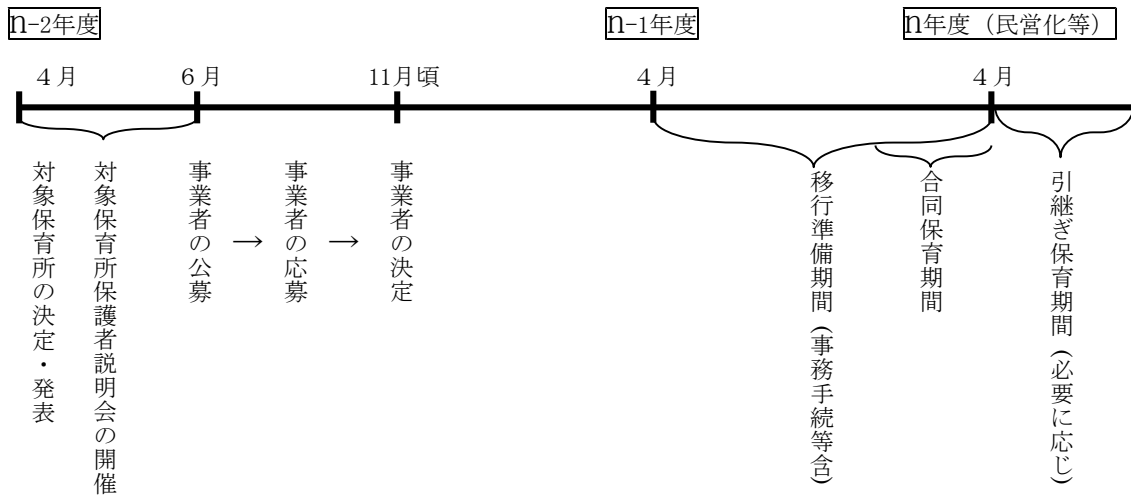 n-2年度
n-1年度
n年度（民営化等）
４月
６月
11月頃
４月
４月
対象保育所の決定・発表
対象保育所保護者説明会の開催
事業者の公募
→
事業者の応募
→
事業者の決定
移行準備期間（事務手続等含）
合同保育期間
引継ぎ保育期間（必要に応じ）